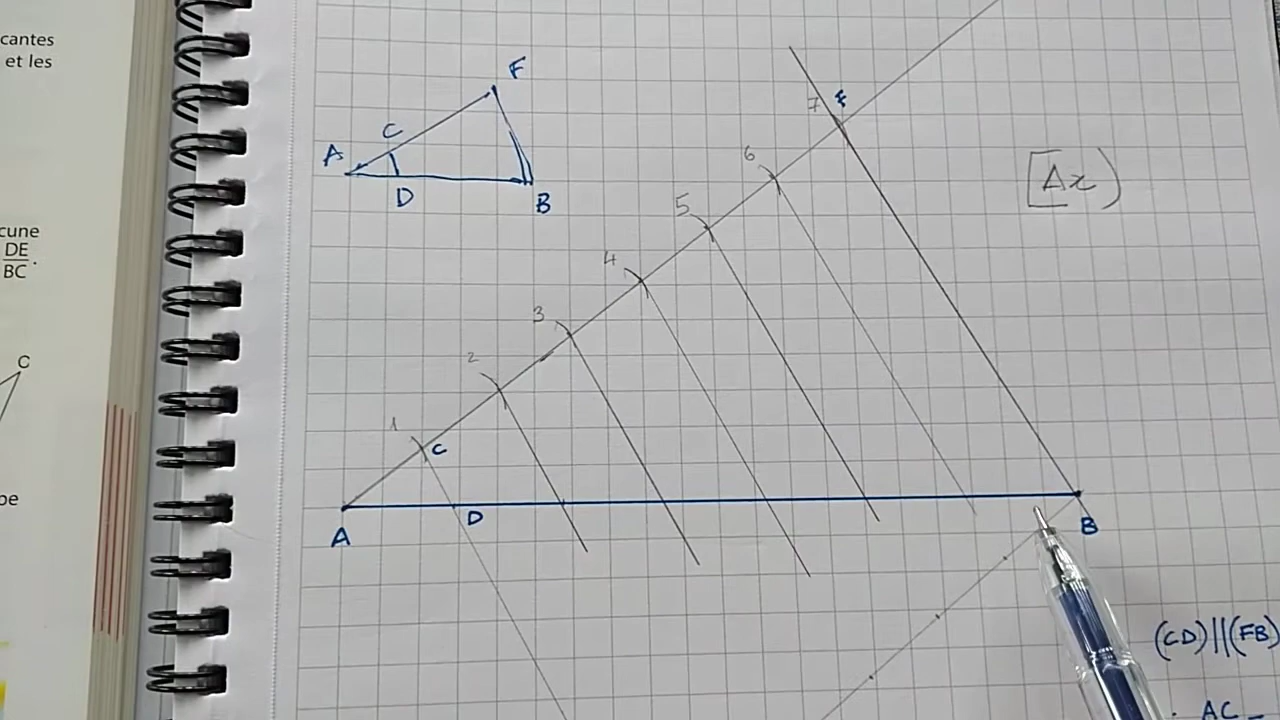 cantes
et les
cune
DE
BC.
C
pe
F
C
A
D
B
7 F
6
[Ax)
5
4
3
2
1
C
A
D
B
(CD)||(FB)
. AC =